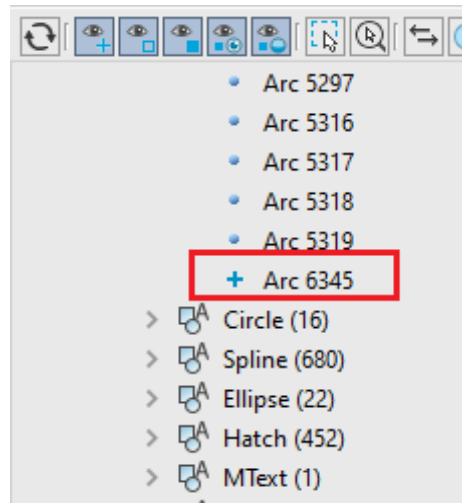 Arc 5297
Arc 5316
Arc 5317
Arc 5318
Arc 5319
Arc 6345
Circle (16)
Spline (680)
Ellipse (22)
Hatch (452)
MText (1)